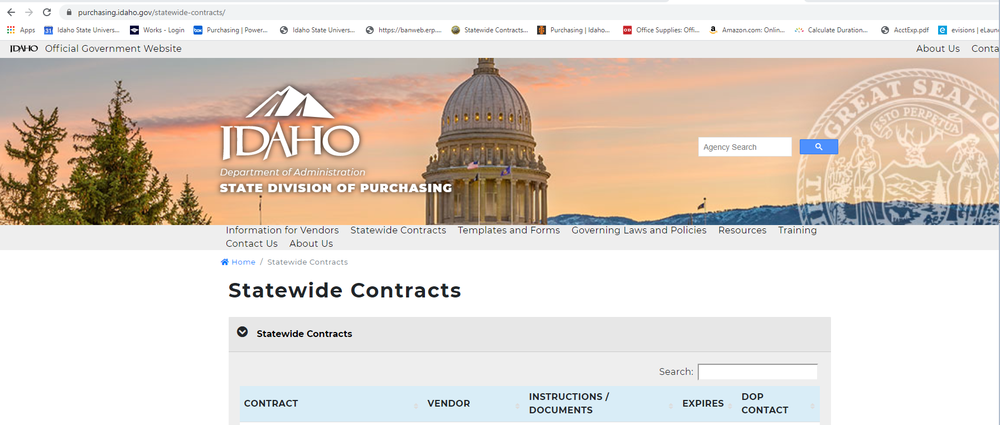 purchasing.idaho.gov/statewide-contracts/
Apps
31 Idaho State Univers...
Works - Login
box Purchasing | Power...
Idaho State Univers...
https://banweb.erp....
Statewide Contracts...
Purchasing | Idaho...
OD Office Supplies: Offi...
a Amazon.com: Onlin...
Calculate Duration...
AcctExp.pdf
e evisions | eLaun
IDAHO Official Government Website
About Us Conta
GREAT SEAL O
ESTO PERPETUA
IDAHO
Agency Search
Department of Administration
STATE DIVISION OF PURCHASING
Information for Vendors Statewide Contracts Templates and Forms Governing Laws and Policies Resources Training
Contact Us About Us
Home / Statewide Contracts
Statewide Contracts
Statewide Contracts
Search:
CONTRACT VENDOR INSTRUCTIONS / DOCUMENTS EXPIRES DOP CONTACT